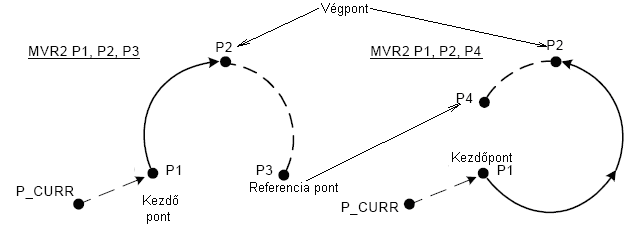 Végpont
MVR2 P1, P2, P3
P2
MVR2 P1, P2, P4
P2
P4
P1
P3
Kezdőpont
P1
P_CURR
Kezdő
pont
Referencia pont
P_CURR